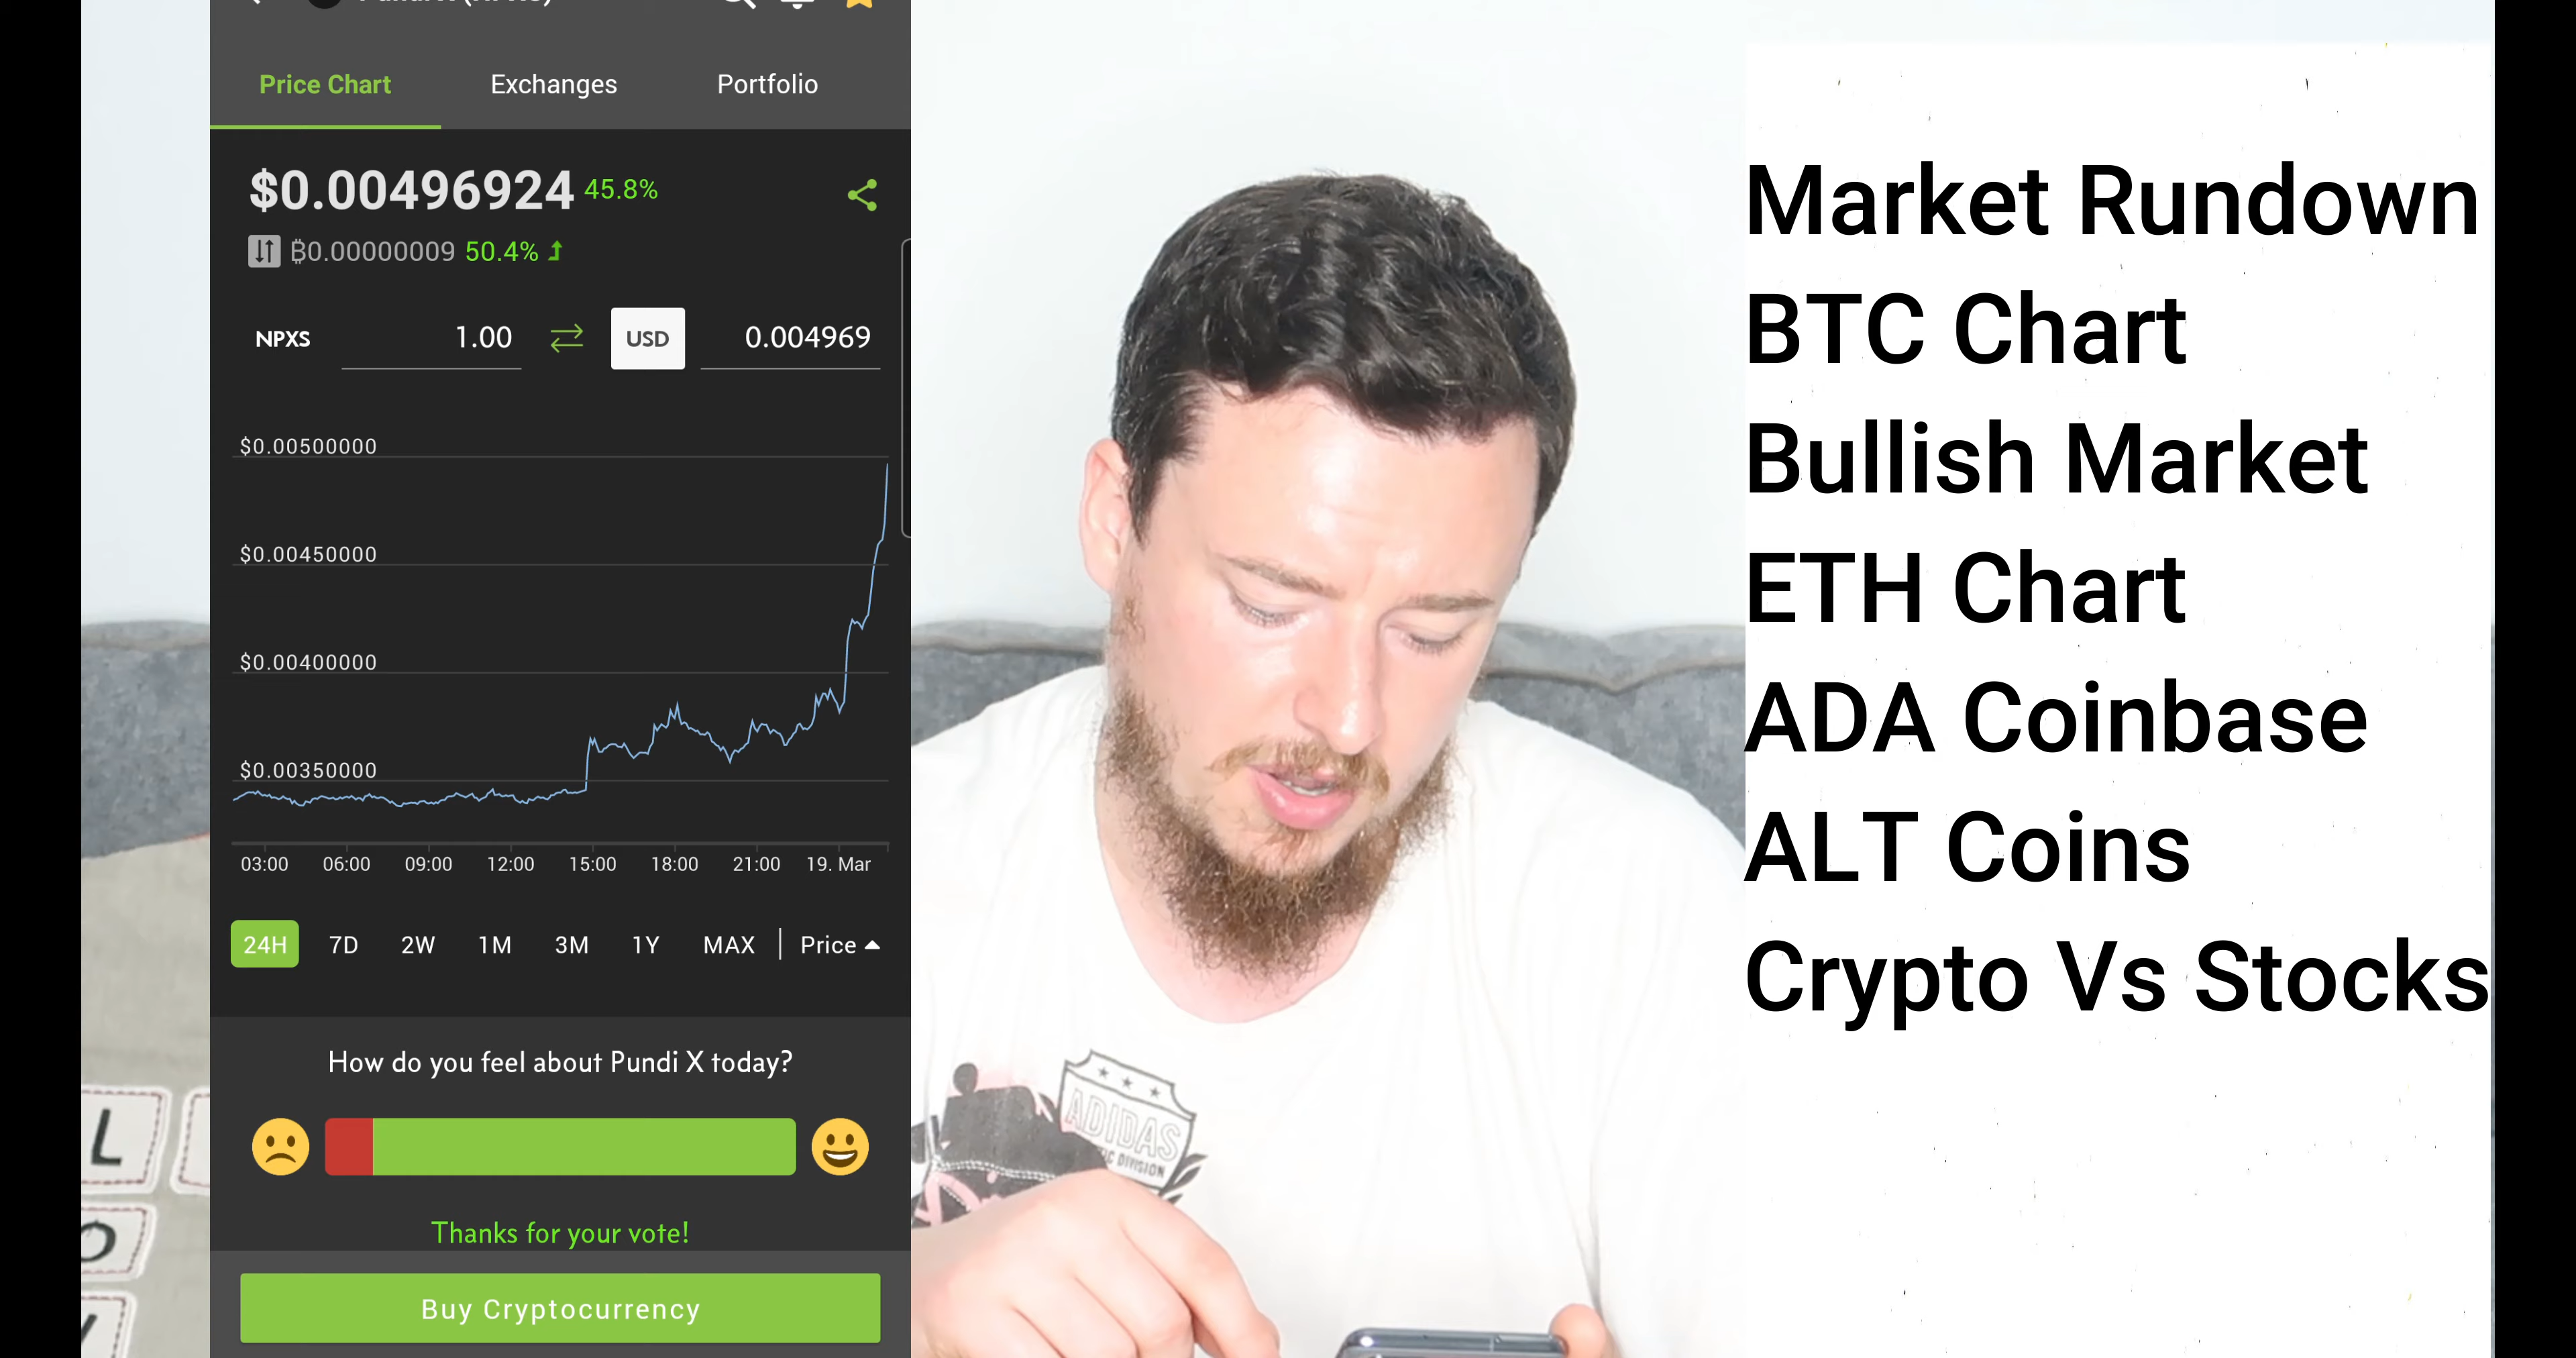 Price Chart Exchanges Portfolio
$0.00496924 45.8%
₿0.00000009 50.4%
NPXS 1.00 USD 0.004969
$0.00500000
$0.00450000
$0.00400000
$0.00350000
03:00 06:00 09:00 12:00 15:00 18:00 21:00 19. Mar
24H 7D 2W 1M 3M 1Y MAX | Price
How do you feel about Pundi X today?
Thanks for your vote!
Buy Cryptocurrency
ADIDAS
DIVISION
L
Market Rundown
BTC Chart
Bullish Market
ETH Chart
ADA Coinbase
ALT Coins
Crypto Vs Stocks